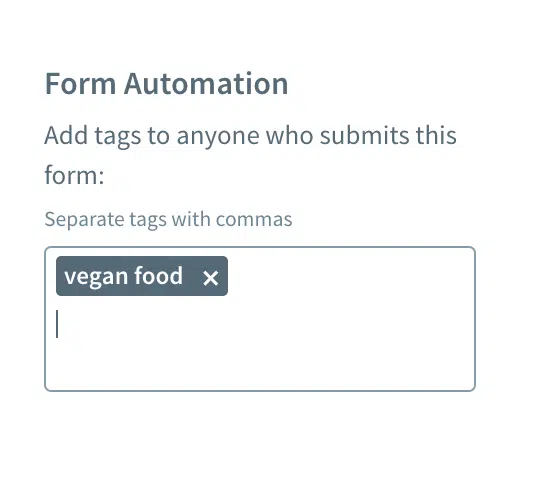 Form Automation
Add tags to anyone who submits this
form:
Separate tags with commas
vegan food ×